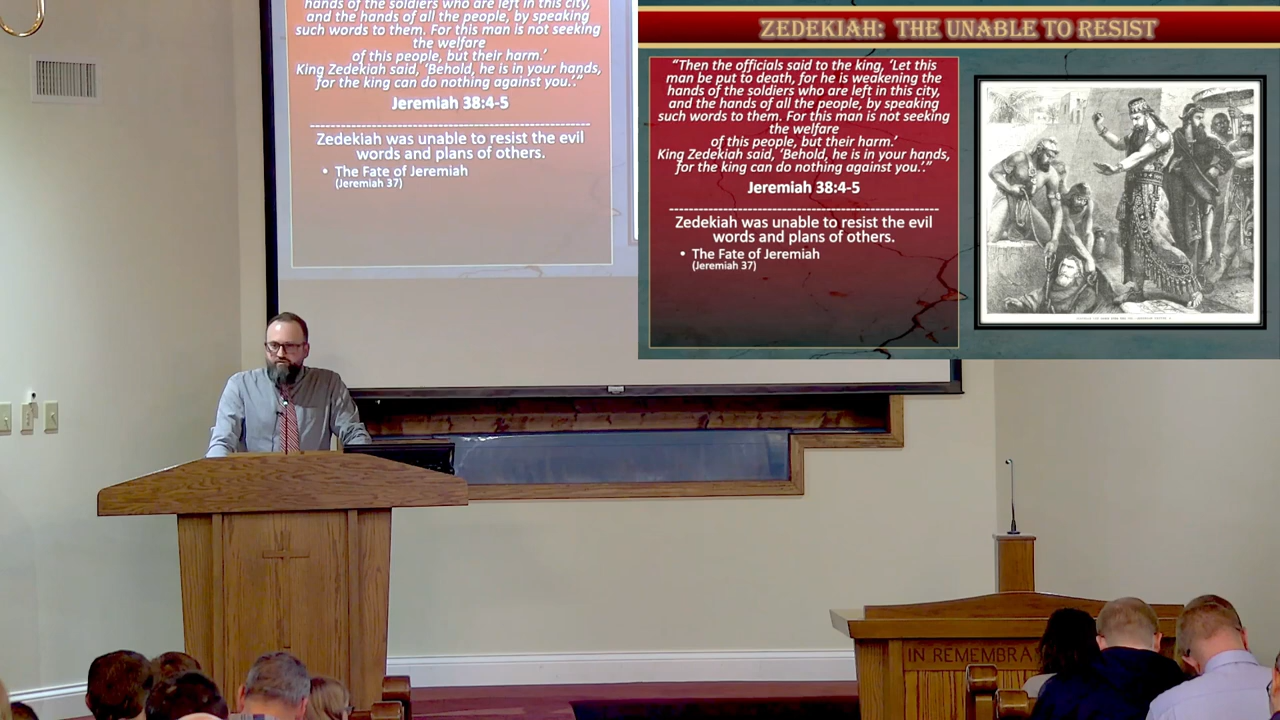 hands of the soldiers who are left in this city,
and the hands of all the people, by speaking
such words to them. For this man is not seeking
the welfare
of this people, but their harm.’
King Zedekiah said, ‘Behold, he is in your hands,
for the king can do nothing against you.’.”
Jeremiah 38:4-5
Zedekiah was unable to resist the evil
words and plans of others.
• The Fate of Jeremiah
(Jeremiah 37)
ZEDEKIAH: THE UNABLE TO RESIST
“Then the officials said to the king, ‘Let this
man be put to death, for he is weakening the
hands of the soldiers who are left in this city,
and the hands of all the people, by speaking
such words to them. For this man is not seeking
the welfare
of this people, but their harm.’
King Zedekiah said, ‘Behold, he is in your hands,
for the king can do nothing against you.’.”
Jeremiah 38:4-5
Zedekiah was unable to resist the evil
words and plans of others.
• The Fate of Jeremiah
(Jeremiah 37)
IN REMEMBRA